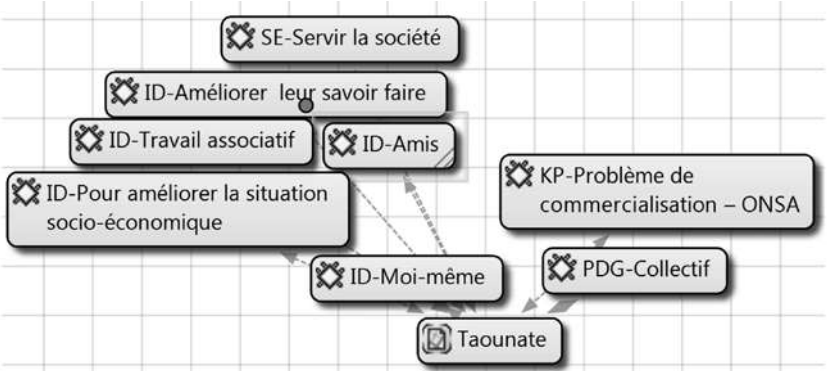 SE-Servir la société
ID-Améliorer leur savoir faire
ID-Travail associatif
ID-Amis
ID-Pour améliorer la situation
socio-économique
KP-Problème de
commercialisation – ONSA
ID-Moi-même
PDG-Collectif
Taounate